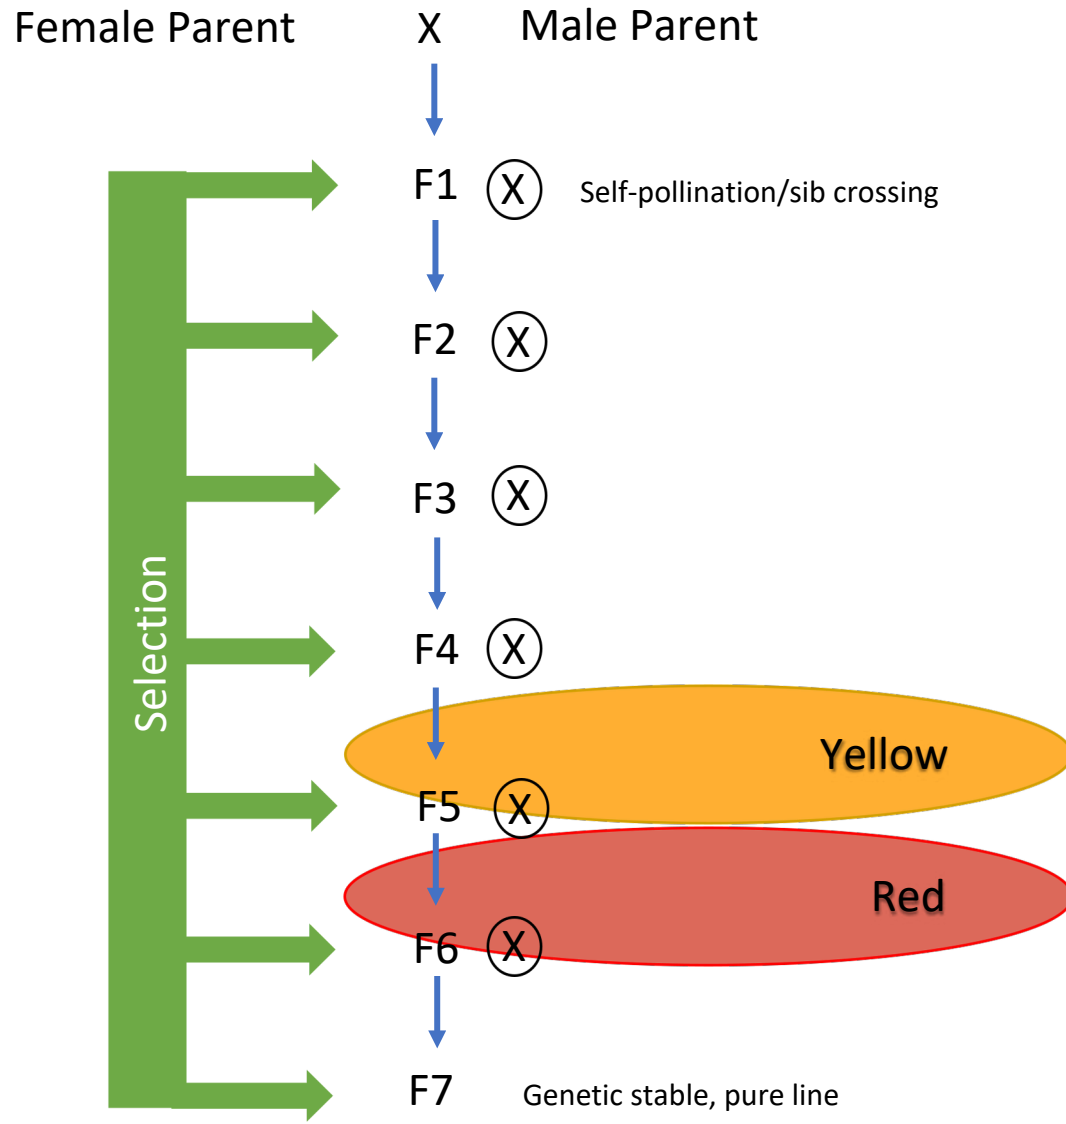 Female Parent X Male Parent
F1 X Self-pollination/sib crossing
F2 X
F3 X
F4 X
Selection
Yellow
F5 X
Red
F6 X
F7 Genetic stable, pure line